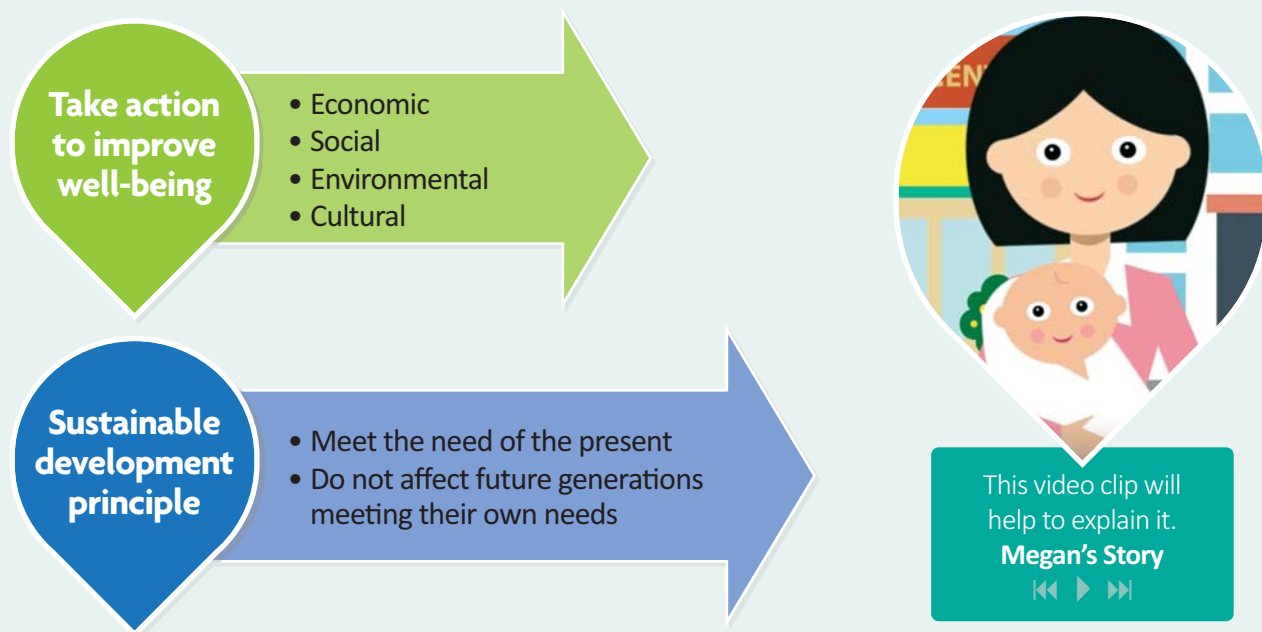 Take action
to improve
well-being
• Economic
• Social
• Environmental
• Cultural
Sustainable
development
principle
• Meet the need of the present
• Do not affect future generations
meeting their own needs
EN
This video clip will
help to explain it.
Megan's Story